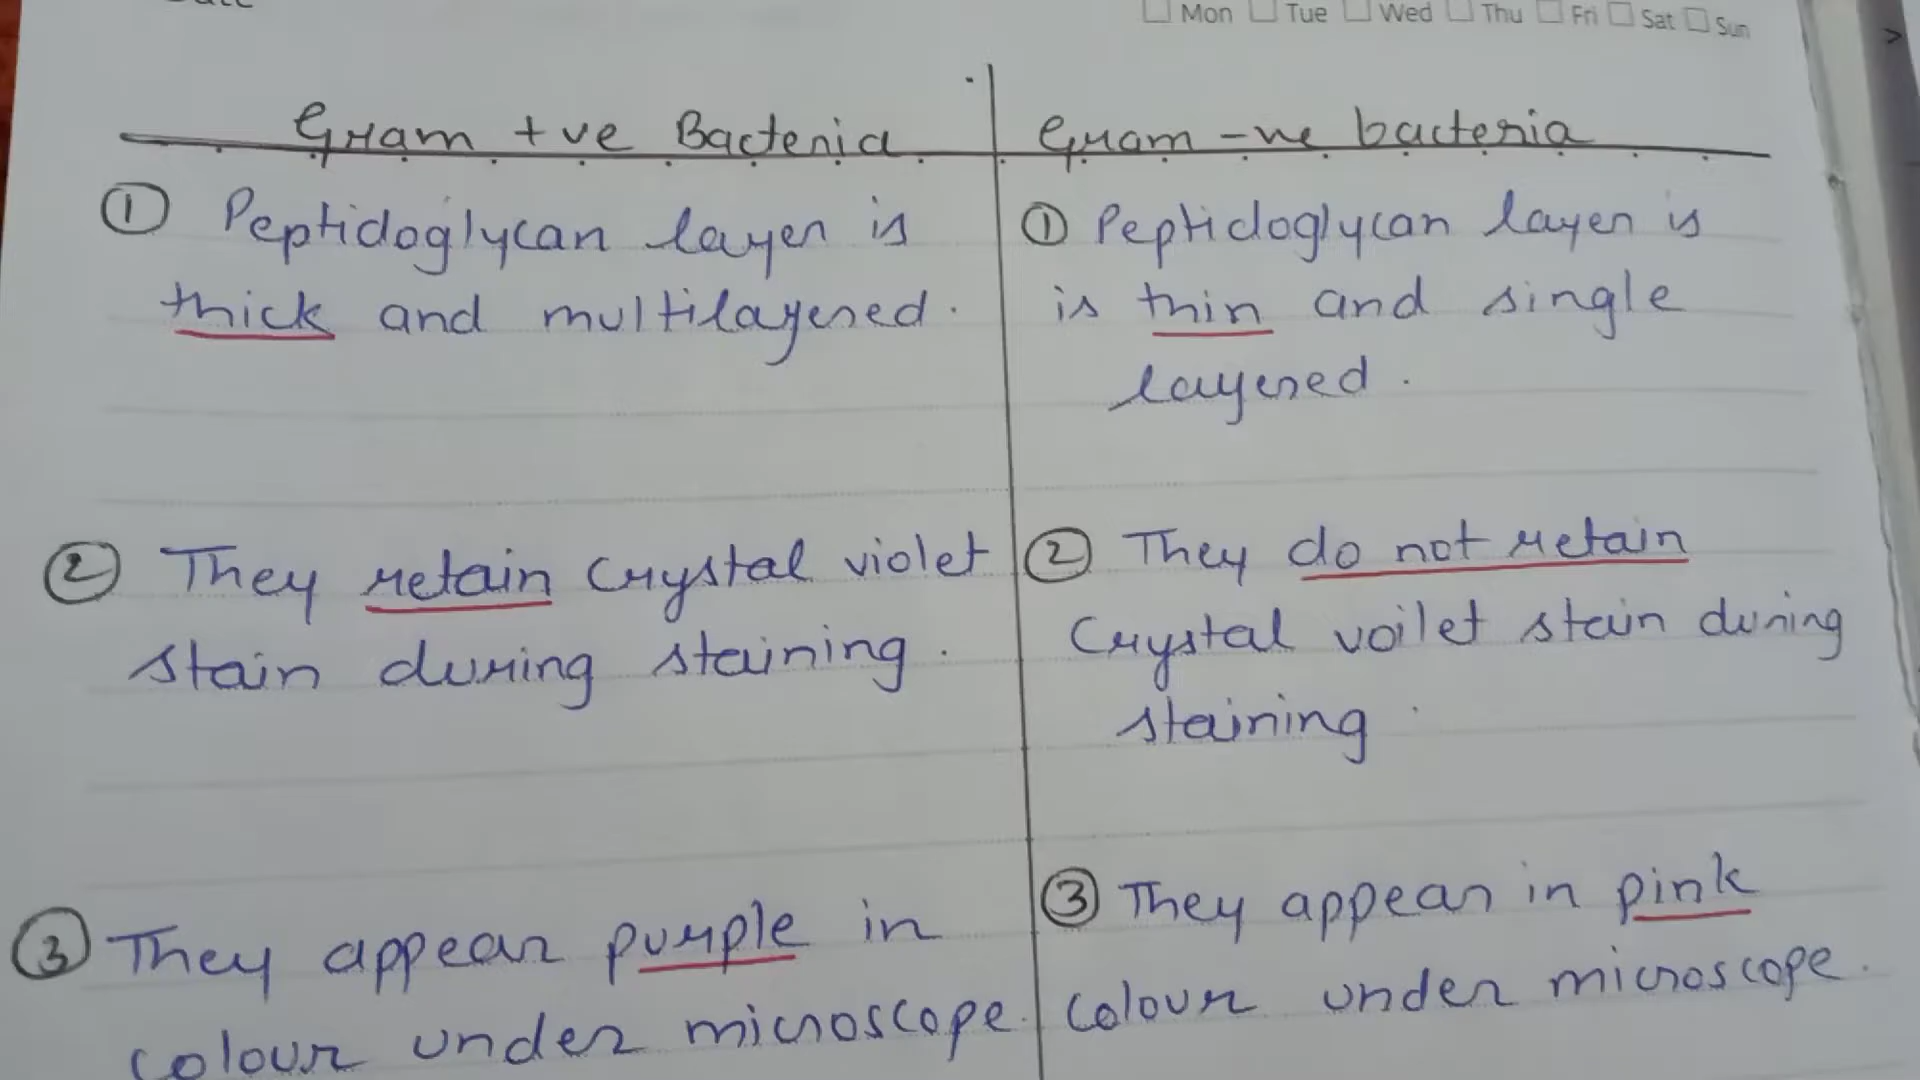 Mon Tue Wed Thu Fri Sat Sun
Gram +ve Bacteria
① Peptidoglycan layer is
thick and multilayered.
② They retain Crystal violet
stain during staining.
③ They appear purple in
colour under microscope.
Gram -ve bacteria
① Peptidoglycan layer is
is thin and single
layered.
② They do not retain
Crystal voilet stain during
staining.
③ They appear in pink
colour under microscope.